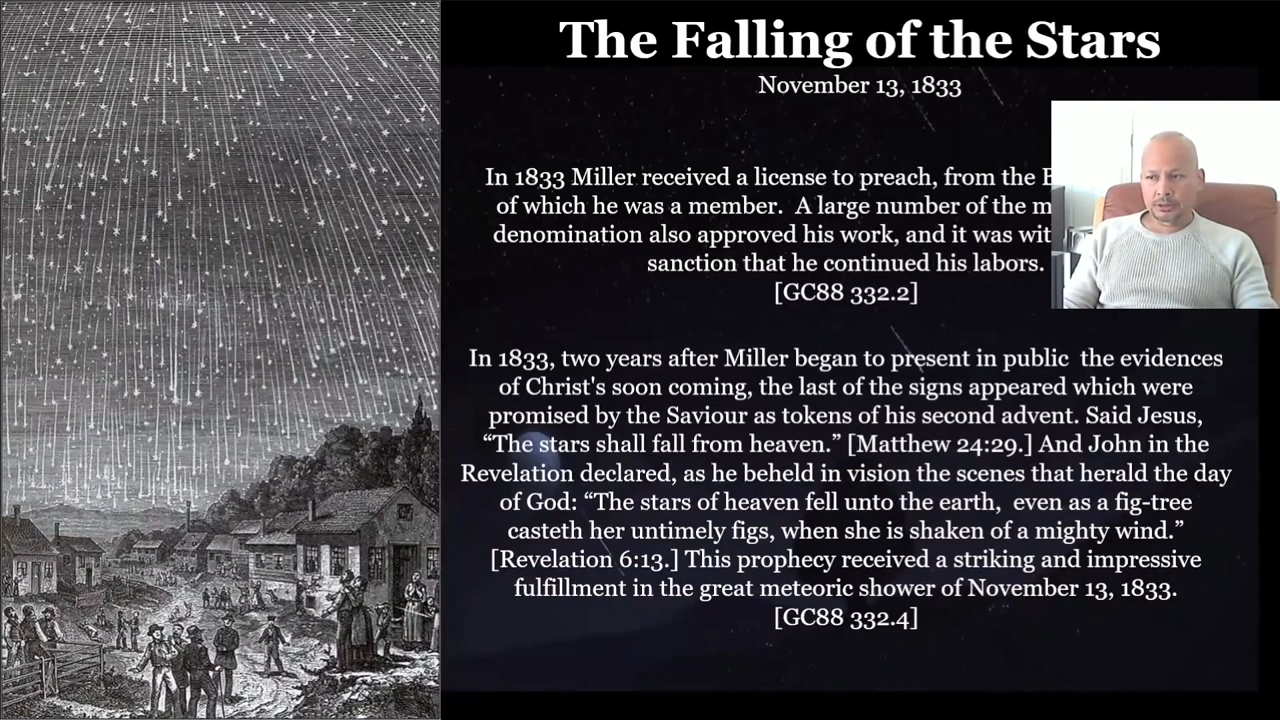 The Falling of the Stars
November 13, 1833
In 1833 Miller received a license to preach, from the
of which he was a member.  A large number of the
denomination also approved his work, and it was
sanction that he continued his labors.
[GC88 332.2]
In 1833, two years after Miller began to present in public  the evidences
of Christ's soon coming, the last of the signs appeared which were
promised by the Saviour as tokens of his second advent. Said Jesus,
“The stars shall fall from heaven.” [Matthew 24:29.] And John in the
Revelation declared, as he beheld in vision the scenes that herald the day
of God: “The stars of heaven fell unto the earth,  even as a fig-tree
casteth her untimely figs, when she is shaken of a mighty wind.”
[Revelation 6:13.] This prophecy received a striking and impressive
fulfillment in the great meteoric shower of November 13, 1833.
[GC88 332.4]